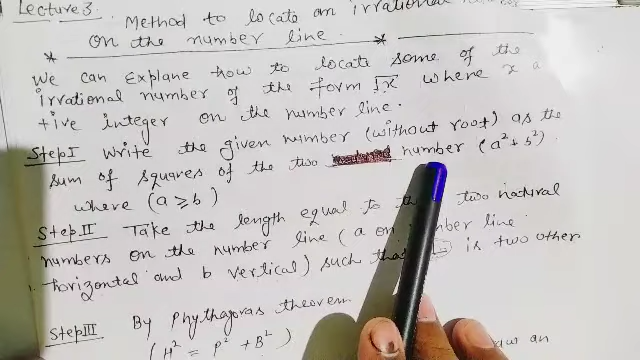 Lecture 3
Method to locate an irrational
on the number line.
We can Explane how to locate some of the
irrational number of the form √x where x a
+ive integer on the number line.
Step I Write the given number (without root) as the
sum of squares of the two number (a² + b²)
where (a ≥ b)
Step II Take the length equal to two natural
numbers on the number line (a on number line
horizontal and b vertical) such that is two other
Step III By Phythagoras theorem
(H² = P² + B²)
an